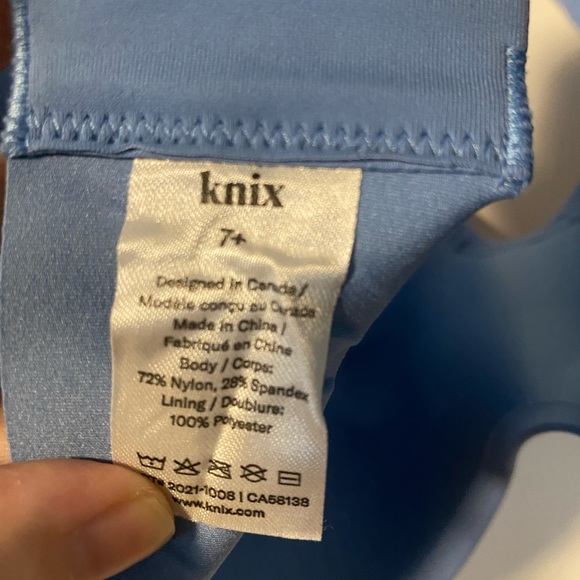 knix
7+
Designed in Canada /
Modèle conçu au Canada
Made in China /
Fabriqué en Chine
Body / Corps:
72% Nylon, 28% Spandex
Lining / Doublure:
100% Polyester
2021-1008 | CA56138
www.knix.com